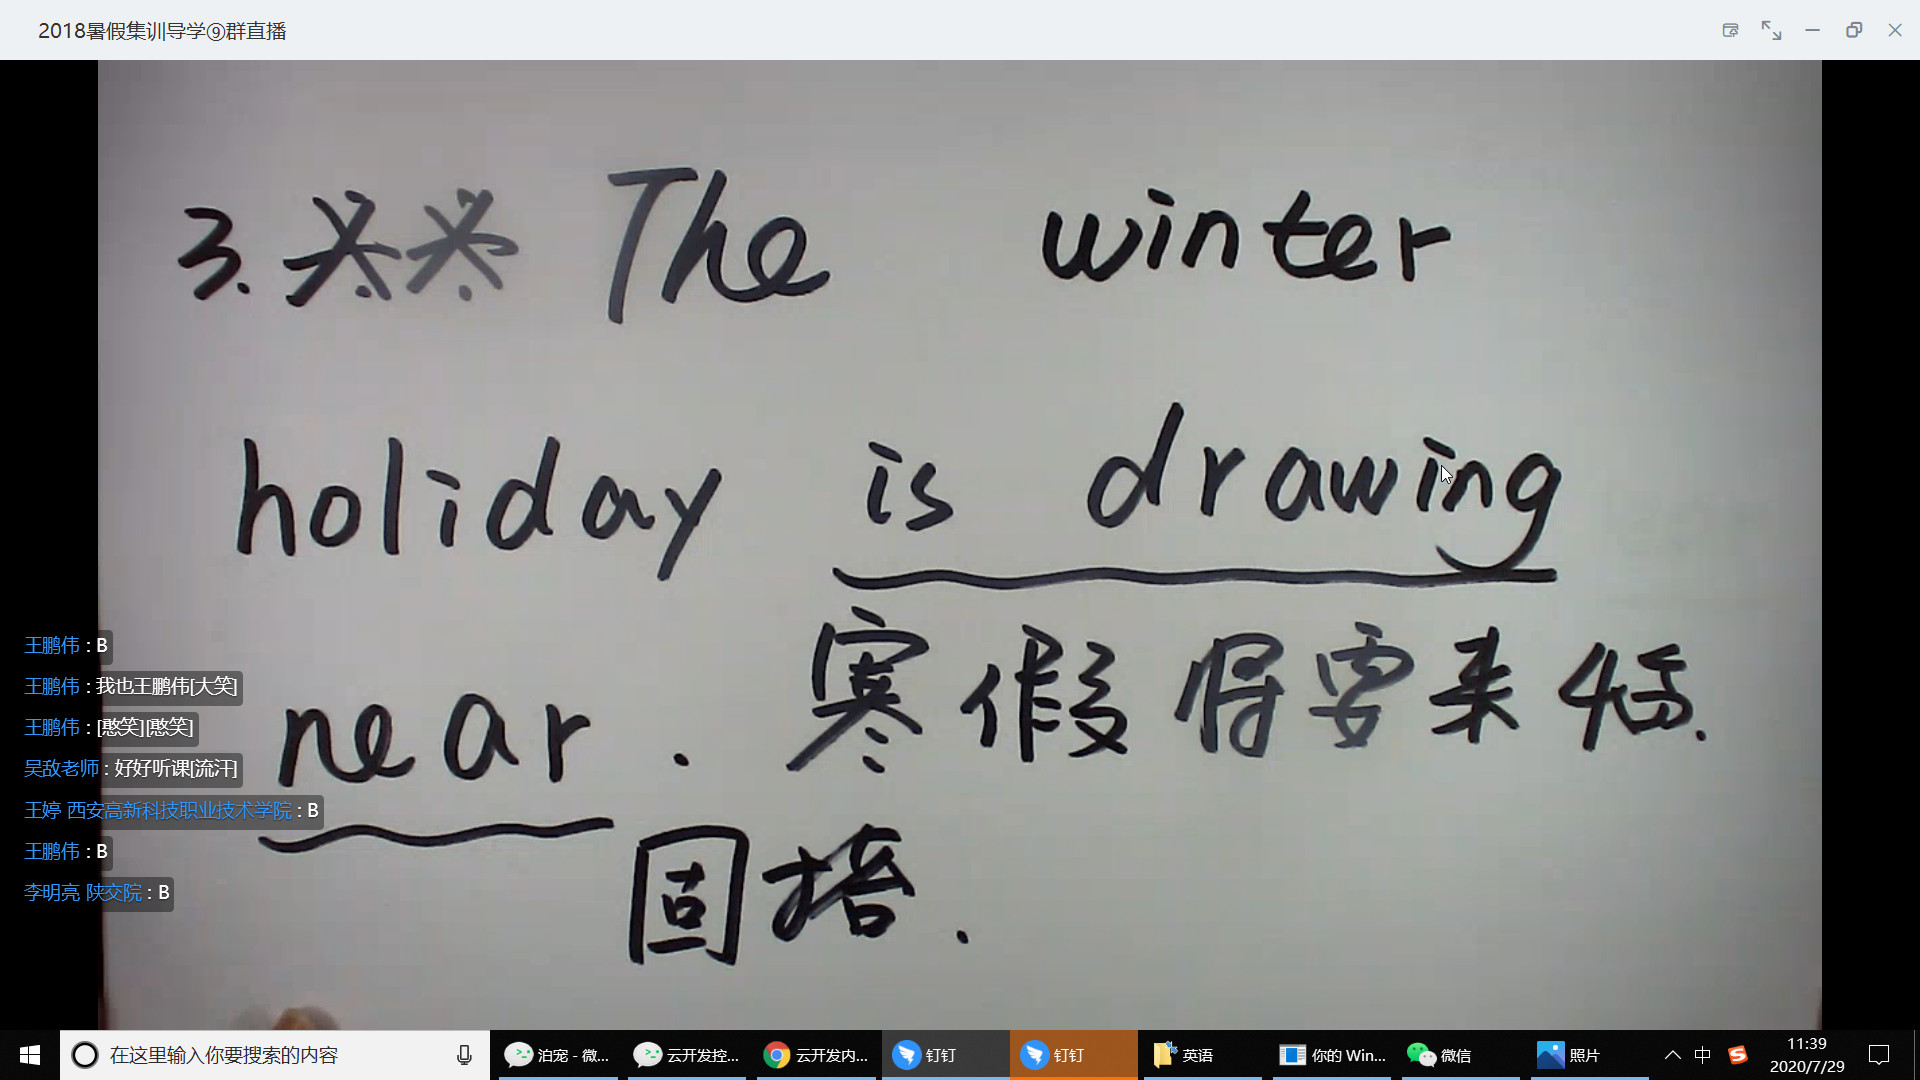 2018暑假集训导学⑨群直播
3. The winter
holiday is drawing
near. 寒假将要来临.
固搭.
王鹏伟 : B
王鹏伟 : 我也王鹏伟[大笑]
王鹏伟 : [憨笑][憨笑]
吴敌老师 : 好好听课[流汗]
王婷 西安高新科技职业技术学院 : B
王鹏伟 : B
李明亮 陕交院 : B
在这里输入你要搜索的内容 泊宠 - 微... 云开发控... 云开发内... 钉钉 钉钉 英语 你的 Win... 微信 照片 中 11:39
2020/7/29